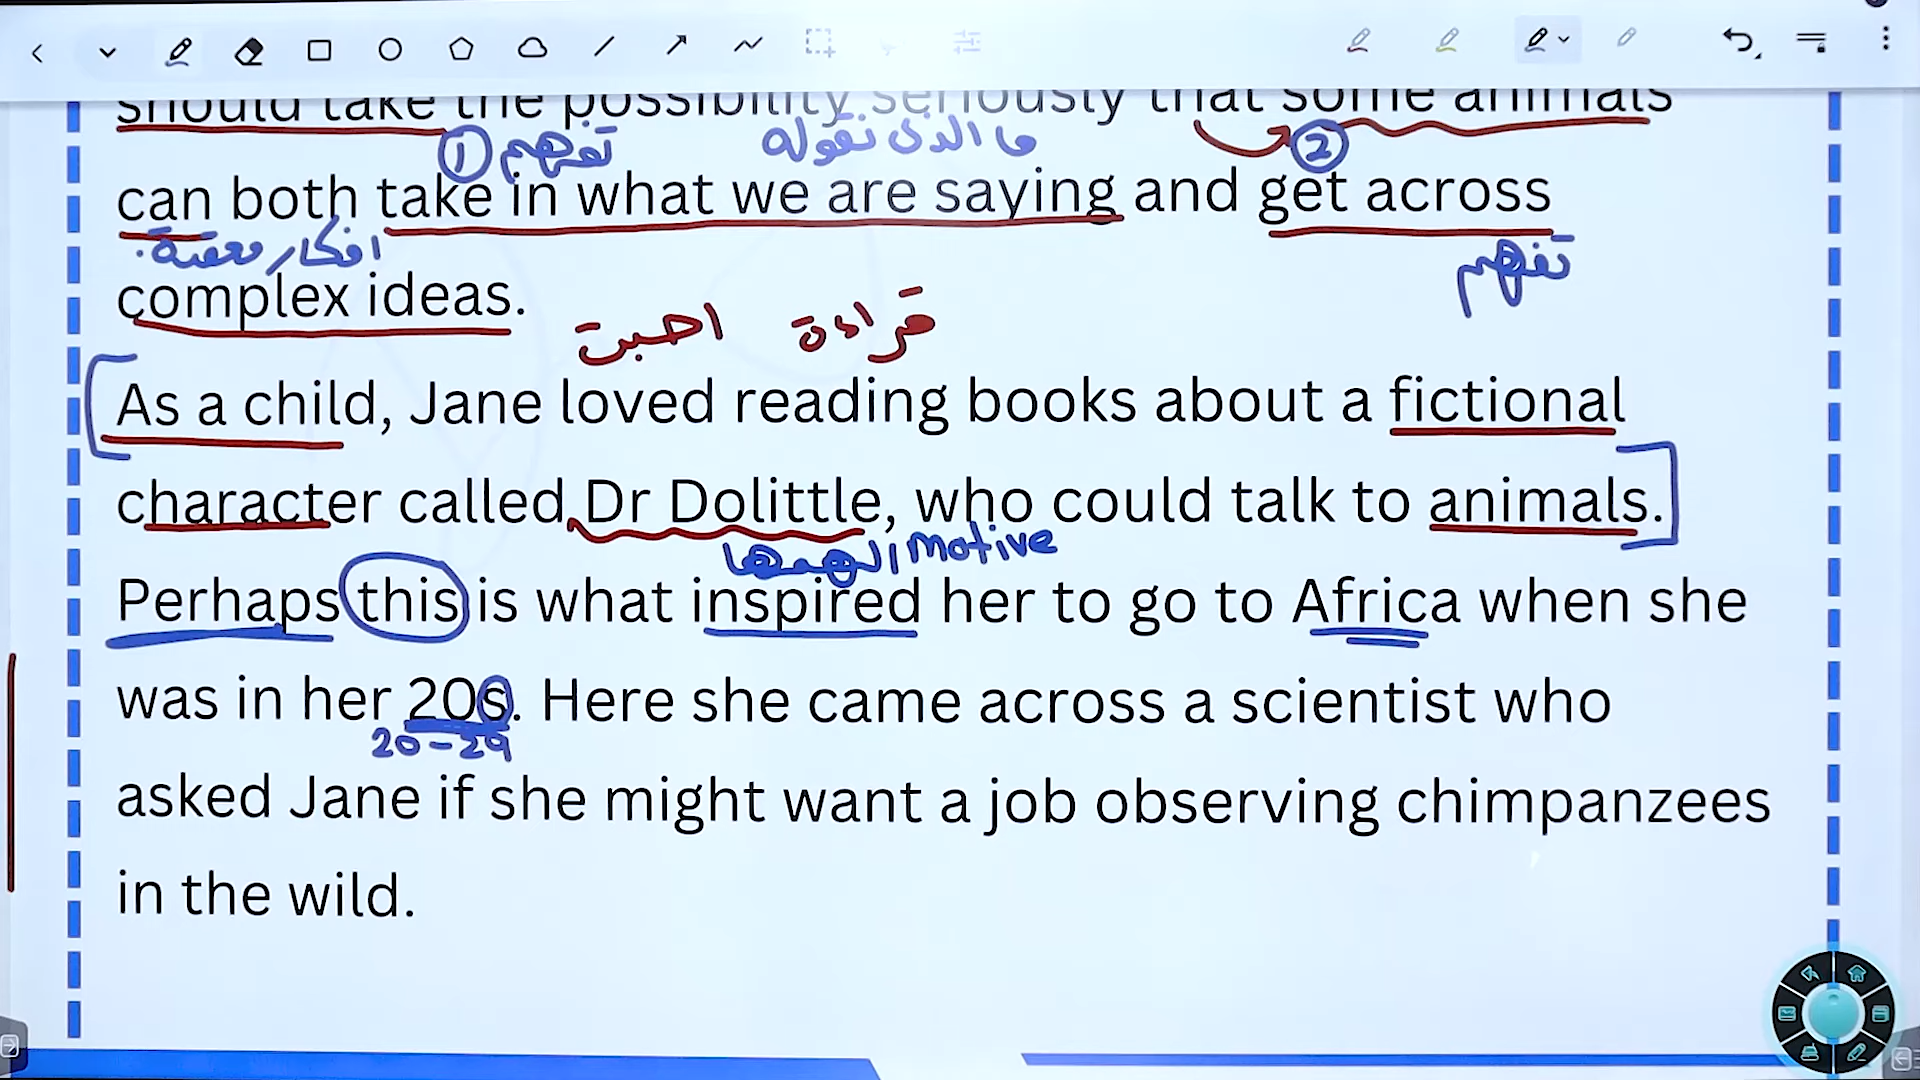 should take the possibility seriously that some animals
① تفهم ما الذى نقوله ②
can both take in what we are saying and get across
افكار معقدة تفهم
complex ideas.
احبت قراءة
As a child, Jane loved reading books about a fictional
character called Dr Dolittle, who could talk to animals.
الهمها motive
Perhaps this is what inspired her to go to Africa when she
was in her 20s. Here she came across a scientist who
20-29
asked Jane if she might want a job observing chimpanzees
in the wild.